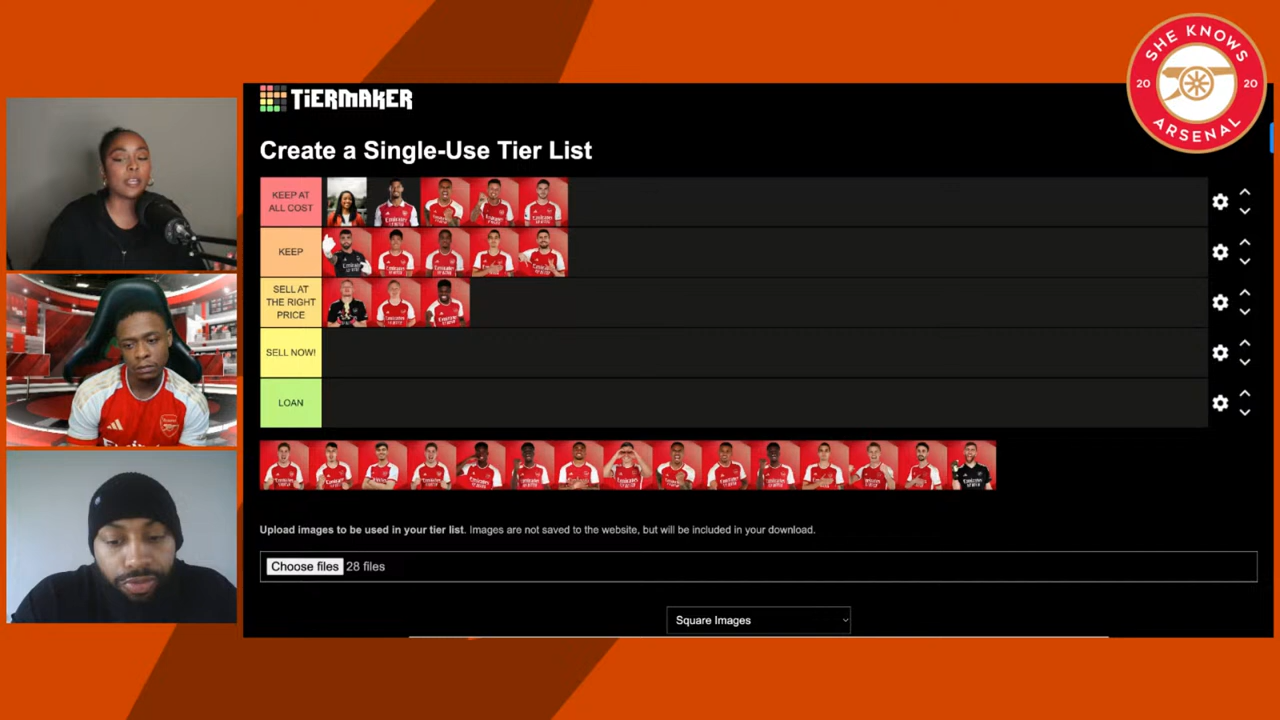 SHE KNOWS
20 20
ARSENAL
TiERMAKER
Create a Single-Use Tier List
KEEP AT
ALL COST
KEEP
SELL AT
THE RIGHT
PRICE
SELL NOW!
LOAN
Upload images to be used in your tier list. Images are not saved to the website, but will be included in your download.
Choose files 28 files
Square Images